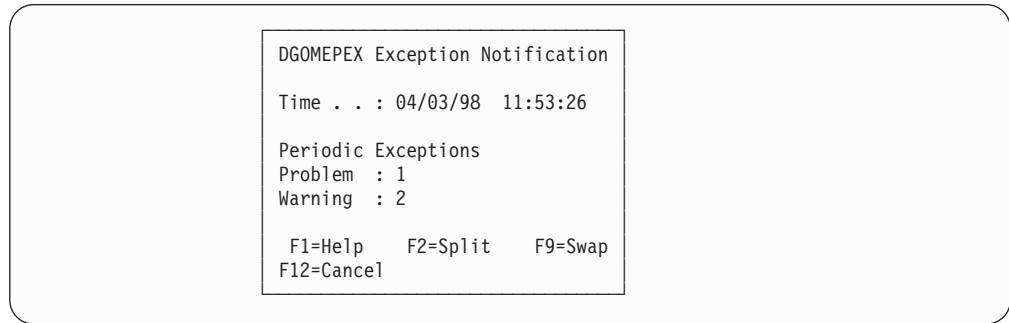 DGOMEPEX Exception Notification
Time . . : 04/03/98  11:53:26
Periodic Exceptions
Problem  : 1
Warning  : 2
F1=Help    F2=Split    F9=Swap
F12=Cancel